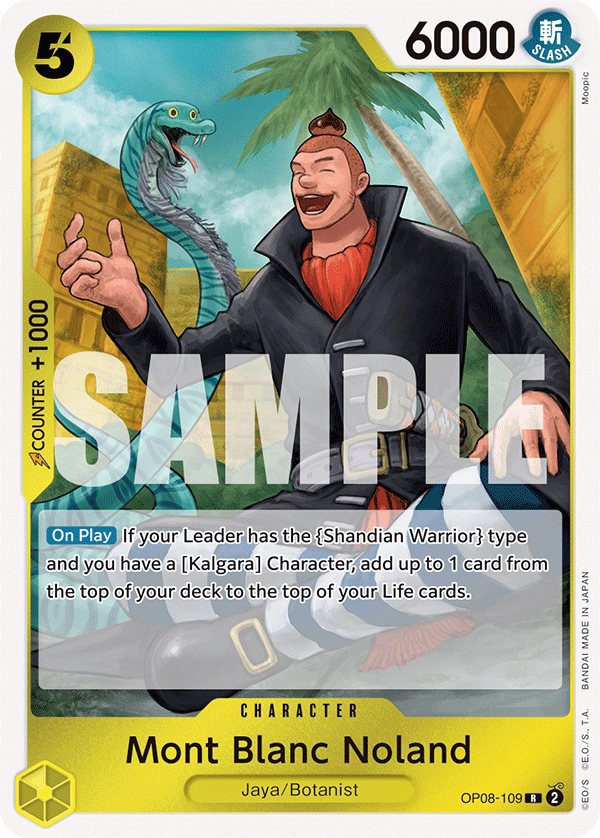 5
6000
斬
SLASH
Moopic
COUNTER +1000
SAMPLE
On Play If your Leader has the {Shandian Warrior} type
and you have a [Kalgara] Character, add up to 1 card from
the top of your deck to the top of your Life cards.
CHARACTER
Mont Blanc Noland
Jaya/Botanist
OP08-109 R 2
©EO/S ©E.O./S., T.A. BANDAI MADE IN JAPAN